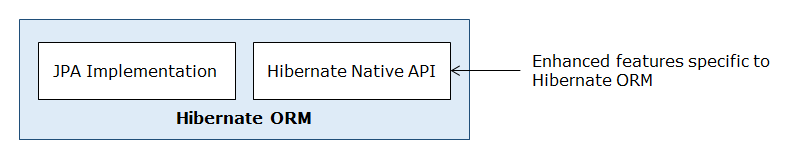 JPA Implementation
Hibernate Native API
Hibernate ORM
Enhanced features specific to
Hibernate ORM